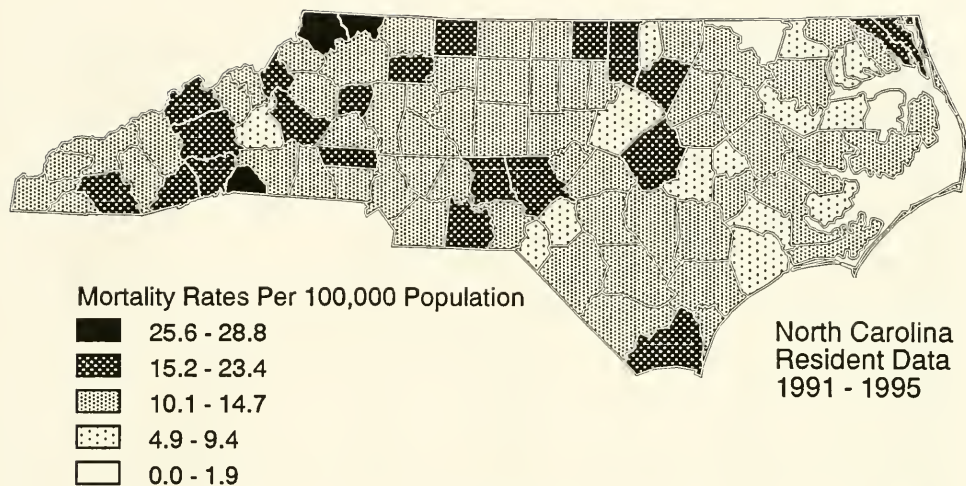 Mortality Rates Per 100,000 Population
25.6 - 28.8
15.2 - 23.4
10.1 - 14.7
4.9 - 9.4
0.0 - 1.9
North Carolina
Resident Data
1991 - 1995